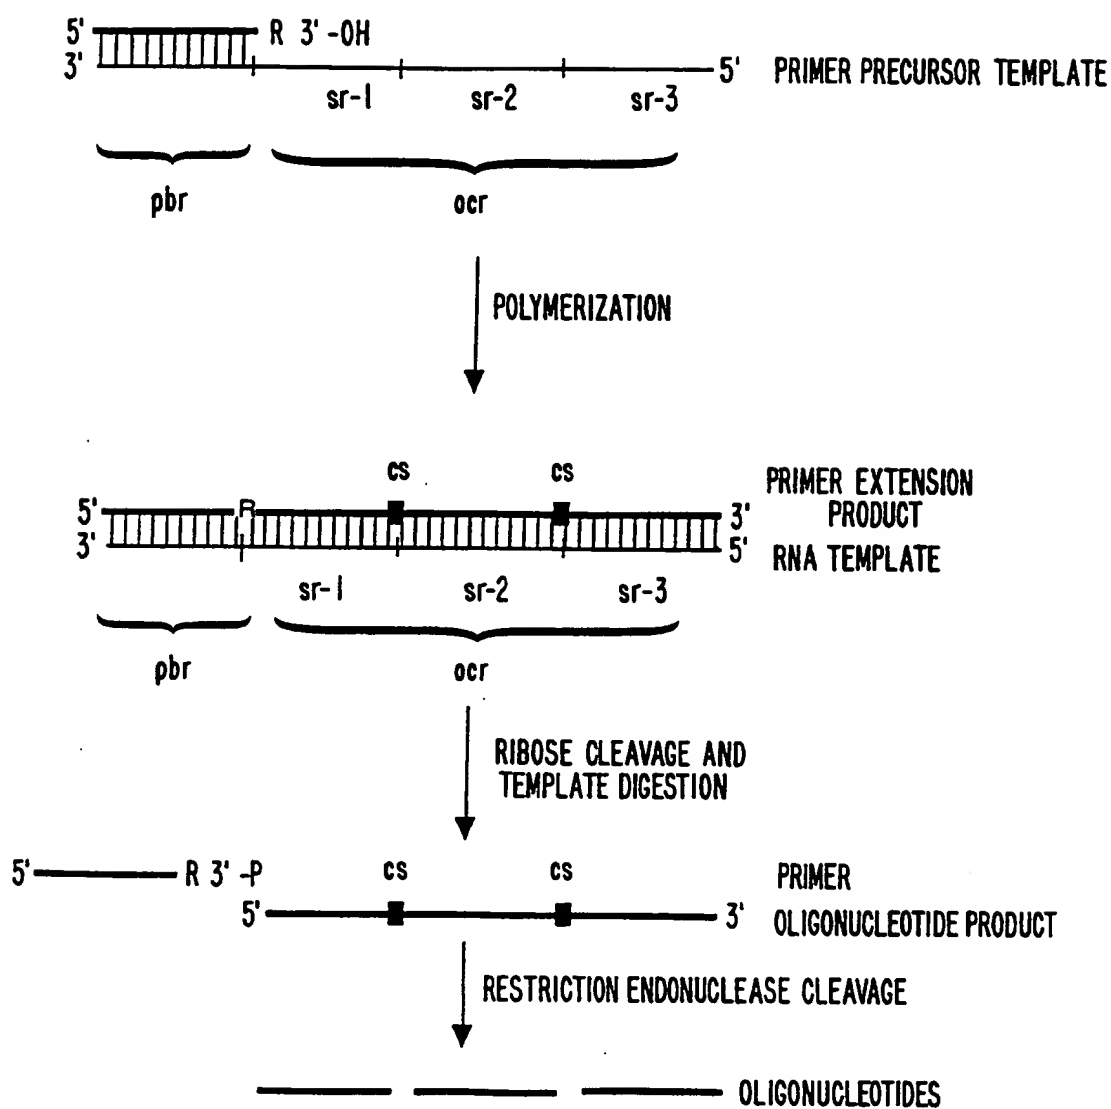 5' R 3'-OH
3' 5' PRIMER PRECURSOR TEMPLATE
sr-1 sr-2 sr-3
pbr ocr
POLYMERIZATION
cs cs
PRIMER EXTENSION
5' R 3' PRODUCT
3' 5' RNA TEMPLATE
sr-1 sr-2 sr-3
pbr ocr
RIBOSE CLEAVAGE AND
TEMPLATE DIGESTION
5' R 3'-P cs cs PRIMER
5' 3' OLIGONUCLEOTIDE PRODUCT
RESTRICTION ENDONUCLEASE CLEAVAGE
OLIGONUCLEOTIDES